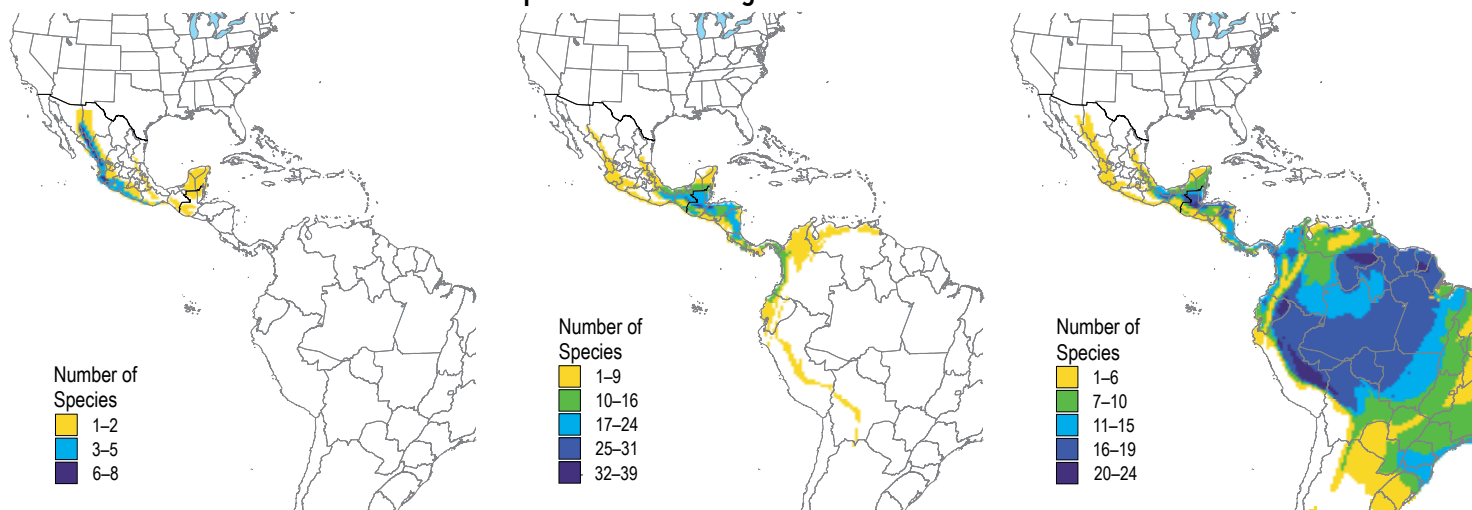 Number of
Species
1–2
3–5
6–8
Number of
Species
1–9
10–16
17–24
25–31
32–39
Number of
Species
1–6
7–10
11–15
16–19
20–24